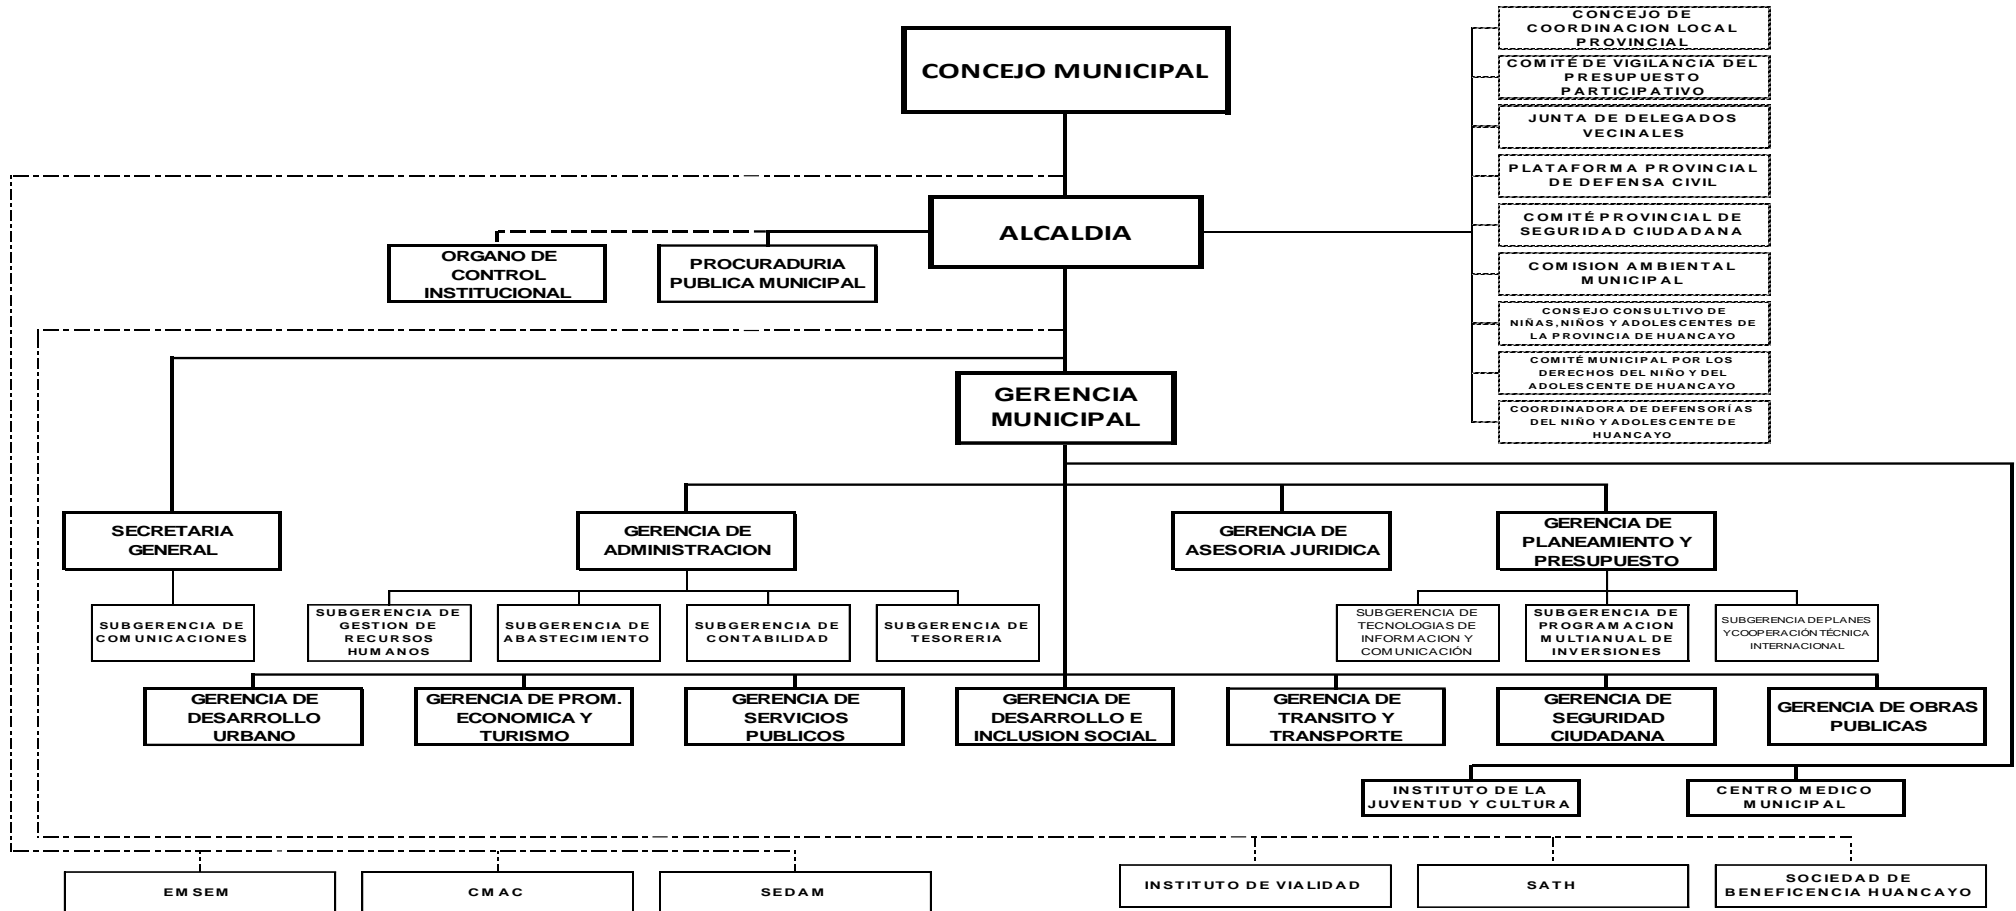 CONCEJO MUNICIPAL
CONCEJO DE
COORDINACION LOCAL
PROVINCIAL
COMITÉ DE VIGILANCIA DEL
PRESUPUESTO
PARTICIPATIVO
JUNTA DE DELEGADOS
VECINALES
PLATAFORMA PROVINCIAL
DE DEFENSA CIVIL
COMITÉ PROVINCIAL DE
SEGURIDAD CIUDADANA
COMISION AMBIENTAL
MUNICIPAL
CONSEJO CONSULTIVO DE
NIÑAS,NIÑOS Y ADOLESCENTES DE
LA PROVINCIA DE HUANCAYO
COMITÉ MUNICIPAL POR LOS
DERECHOS DEL NIÑO Y DEL
ADOLESCENTE DE HUANCAYO
COORDINADORA DE DEFENSORÍAS
DEL NIÑO Y ADOLESCENTE DE
HUANCAYO
ALCALDIA
ORGANO DE
CONTROL
INSTITUCIONAL
PROCURADURIA
PUBLICA MUNICIPAL
GERENCIA
MUNICIPAL
SECRETARIA
GENERAL
GERENCIA DE
ADMINISTRACION
GERENCIA DE
ASESORIA JURIDICA
GERENCIA DE
PLANEAMIENTO Y
PRESUPUESTO
SUBGERENCIA DE
COMUNICACIONES
SUBGERENCIA DE
GESTION DE
RECURSOS
HUMANOS
SUBGERENCIA DE
ABASTECIMIENTO
SUBGERENCIA DE
CONTABILIDAD
SUBGERENCIA DE
TESORERIA
SUBGERENCIA DE
TECNOLOGIAS DE
INFORMACION Y
COMUNICACIÓN
SUBGERENCIA DE
PROGRAMACION
MULTIANUAL DE
INVERSIONES
SUBGERENCIA DE PLANES
Y COOPERACIÓN TÉCNICA
INTERNACIONAL
GERENCIA DE
DESARROLLO
URBANO
GERENCIA DE PROM.
ECONOMICA Y
TURISMO
GERENCIA DE
SERVICIOS
PUBLICOS
GERENCIA DE
DESARROLLO E
INCLUSION SOCIAL
GERENCIA DE
TRANSITO Y
TRANSPORTE
GERENCIA DE
SEGURIDAD
CIUDADANA
GERENCIA DE OBRAS
PUBLICAS
INSTITUTO DE LA
JUVENTUD Y CULTURA
CENTRO MEDICO
MUNICIPAL
EMSEM
CMAC
SEDAM
INSTITUTO DE VIALIDAD
SATH
SOCIEDAD DE
BENEFICENCIA HUANCAYO